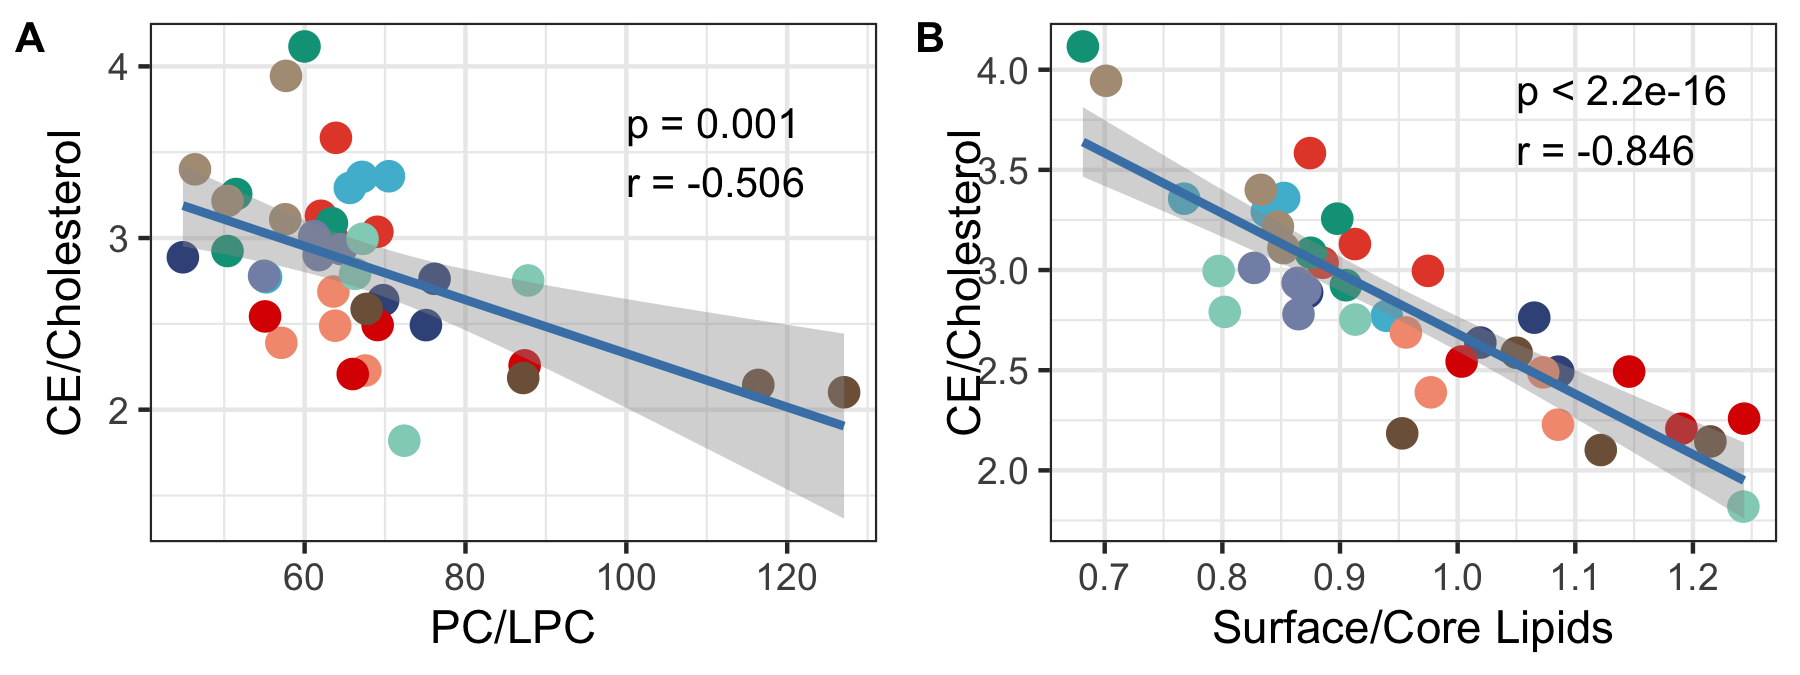 A
CE/Cholesterol
4
3
2
p = 0.001
r = -0.506
60 80 100 120
PC/LPC
B
CE/Cholesterol
4.0
3.5
3.0
2.5
2.0
p < 2.2e-16
r = -0.846
0.7 0.8 0.9 1.0 1.1 1.2
Surface/Core Lipids